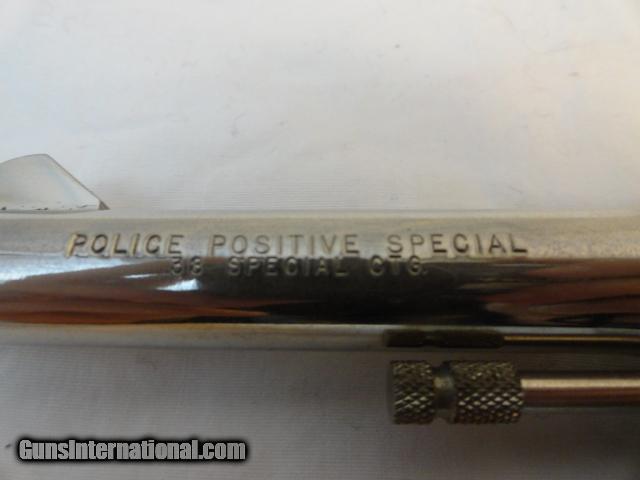 POLICE POSITIVE SPECIAL
38 SPECIAL CTG.
GunsInternational.com